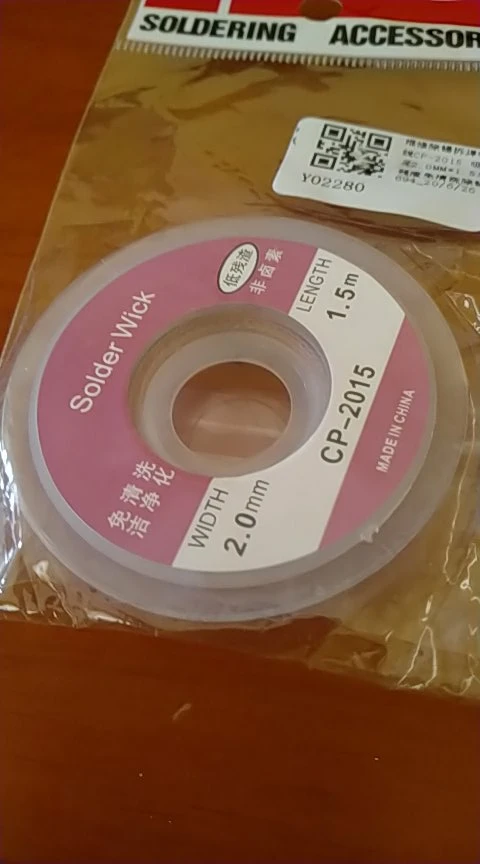 SOLDERING ACCESSOR
Y02280
低残渣
非卤素
LENGTH
1.5m
Solder Wick
CP-2015
MADE IN CHINA
免清洗
洁净化
WIDTH
2.0mm